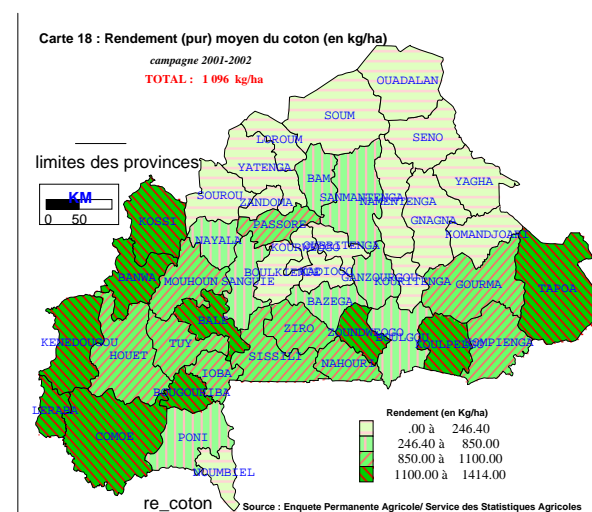 Carte 18 : Rendement (pur) moyen du coton (en kg/ha)
campagne 2001-2002
TOTAL : 1 096 kg/ha
OUADALAN
SOUM
LOROUM
SENO
limites des provinces
YATENGA
BAM
YAGHA
KM
SOUROU
ZANDOMA
SANMANTENGA
NAMENTENGA
0 50
KOSSI
PASSORE
GNAGNA
KOMANDJOARI
NAYALA
KOURWEOGO
OUBRITENGA
BANWA
MOUHOUN
SANGUIE
BOULKIEMDE
KADIOGO
GANZOURGOU
KOURITENGA
GOURMA
TAPOA
BALE
BAZEGA
KENEDOUGOU
HOUET
TUY
ZIRO
ZOUNDWEOGO
BOULGOU
KOULPELOGO
KOMPIENGA
SISSILI
NAHOURI
IOBA
BOUGOURIBA
LERABA
COMOE
PONI
NOUMBIEL
Rendement (en Kg/ha)
.00 à 246.40
246.40 à 850.00
850.00 à 1100.00
1100.00 à 1414.00
re_coton
Source : Enquete Permanente Agricole/ Service des Statistiques Agricoles